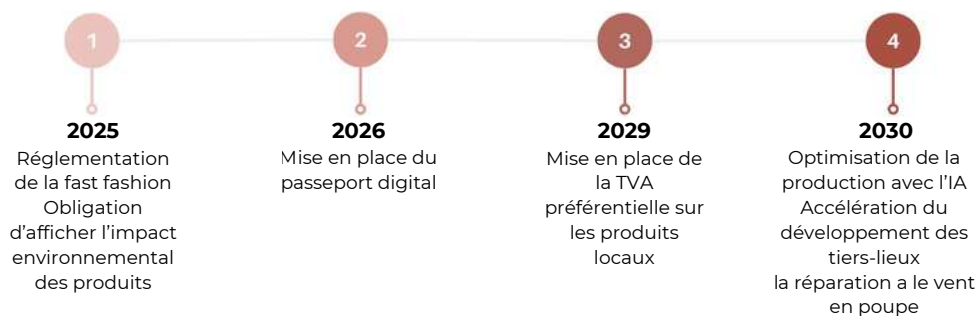 1
2
3
4
2025
Réglementation
de la fast fashion
Obligation
d'afficher l'impact
environnemental
des produits
2026
Mise en place du
passeport digital
2029
Mise en place de
la TVA
préférentielle sur
les produits
locaux
2030
Optimisation de la
production avec l'IA
Accélération du
développement des
tiers-lieux
la réparation a le vent
en poupe